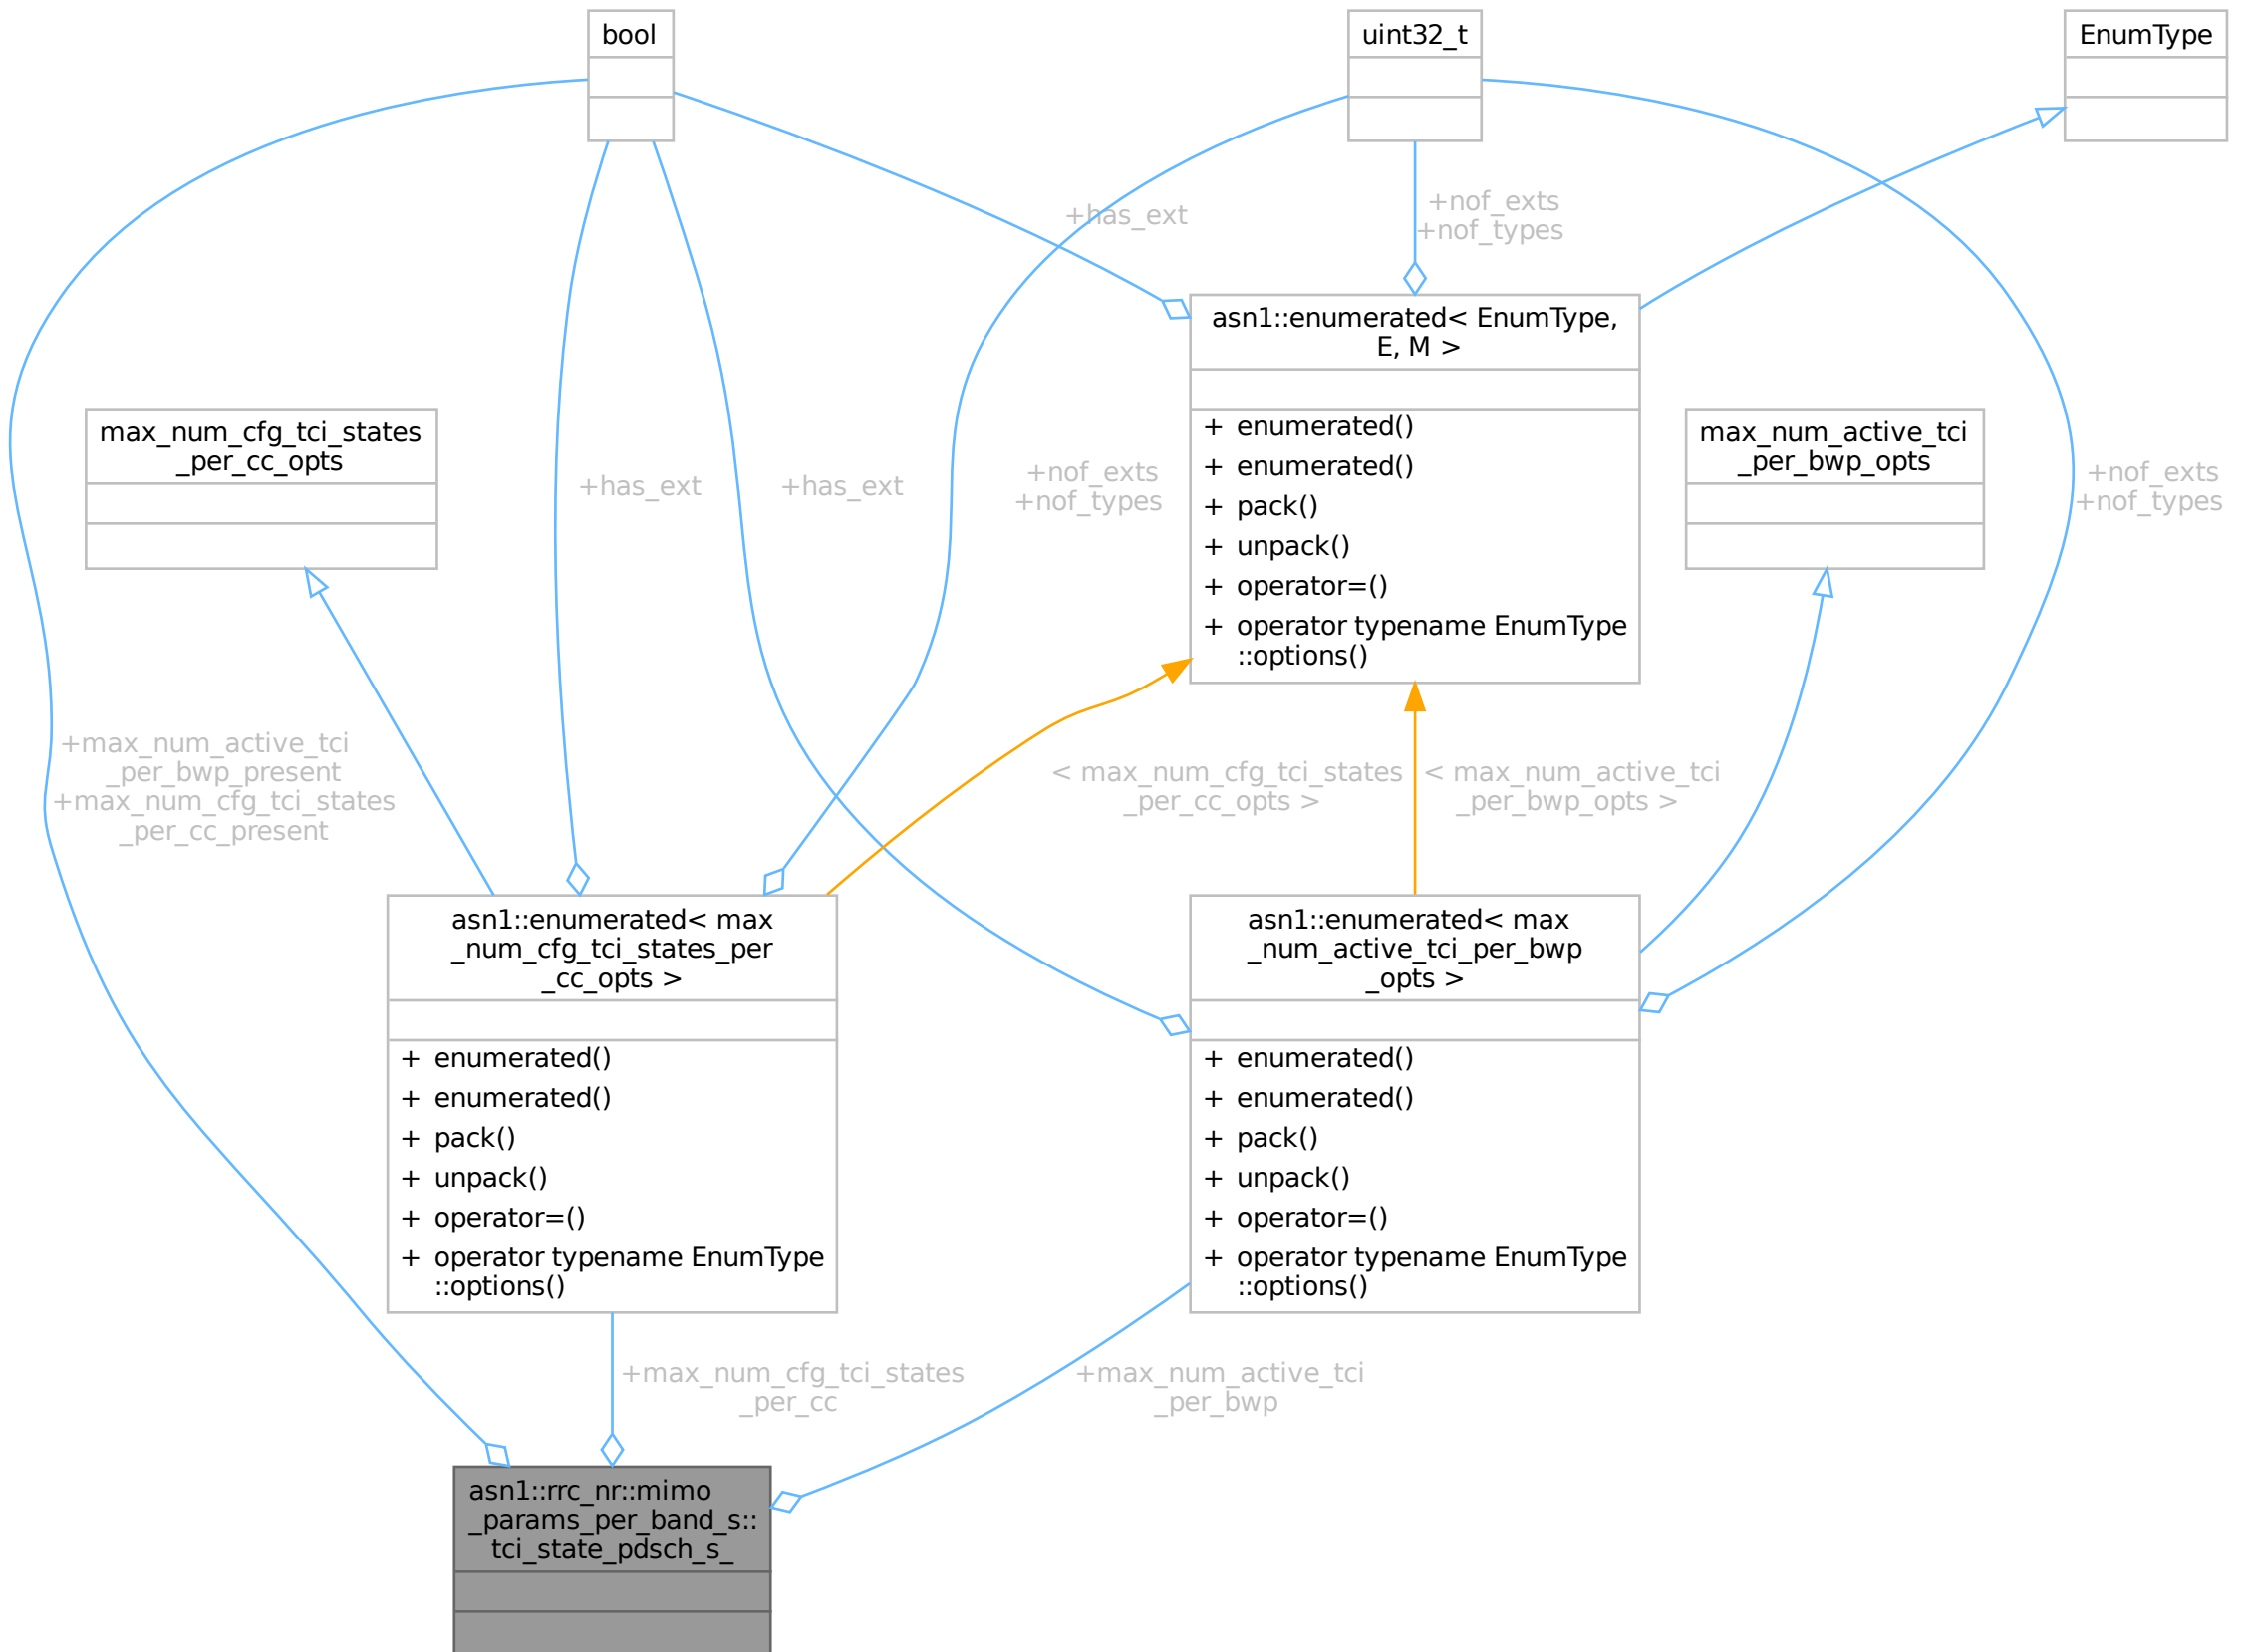 bool
uint32_t
EnumType
+has_ext
+nof_exts
+nof_types
asn1::enumerated< EnumType,
E, M >
+ enumerated()
+ enumerated()
+ pack()
+ unpack()
+ operator=()
+ operator typename EnumType
::options()
max_num_cfg_tci_states
_per_cc_opts
max_num_active_tci
_per_bwp_opts
+has_ext
+has_ext
+nof_exts
+nof_types
+nof_exts
+nof_types
+max_num_active_tci
_per_bwp_present
+max_num_cfg_tci_states
_per_cc_present
< max_num_cfg_tci_states
_per_cc_opts >
< max_num_active_tci
_per_bwp_opts >
asn1::enumerated< max
_num_cfg_tci_states_per
_cc_opts >
+ enumerated()
+ enumerated()
+ pack()
+ unpack()
+ operator=()
+ operator typename EnumType
::options()
asn1::enumerated< max
_num_active_tci_per_bwp
_opts >
+ enumerated()
+ enumerated()
+ pack()
+ unpack()
+ operator=()
+ operator typename EnumType
::options()
+max_num_cfg_tci_states
_per_cc
+max_num_active_tci
_per_bwp
asn1::rrc_nr::mimo
_params_per_band_s::
tci_state_pdsch_s_